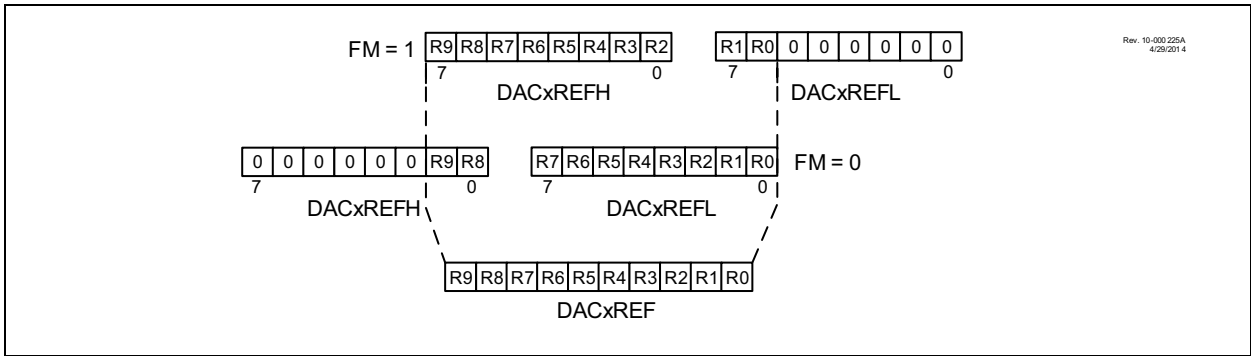 FM = 1 R9 R8 R7 R6 R5 R4 R3 R2 R1 R0 0 0 0 0 0 0
Rev. 10-000 225A
4/29/201 4
7 0 7 0
DACxREFH DACxREFL
0 0 0 0 0 0 R9 R8 R7 R6 R5 R4 R3 R2 R1 R0 FM = 0
7 0 7 0
DACxREFH DACxREFL
R9 R8 R7 R6 R5 R4 R3 R2 R1 R0
DACxREF